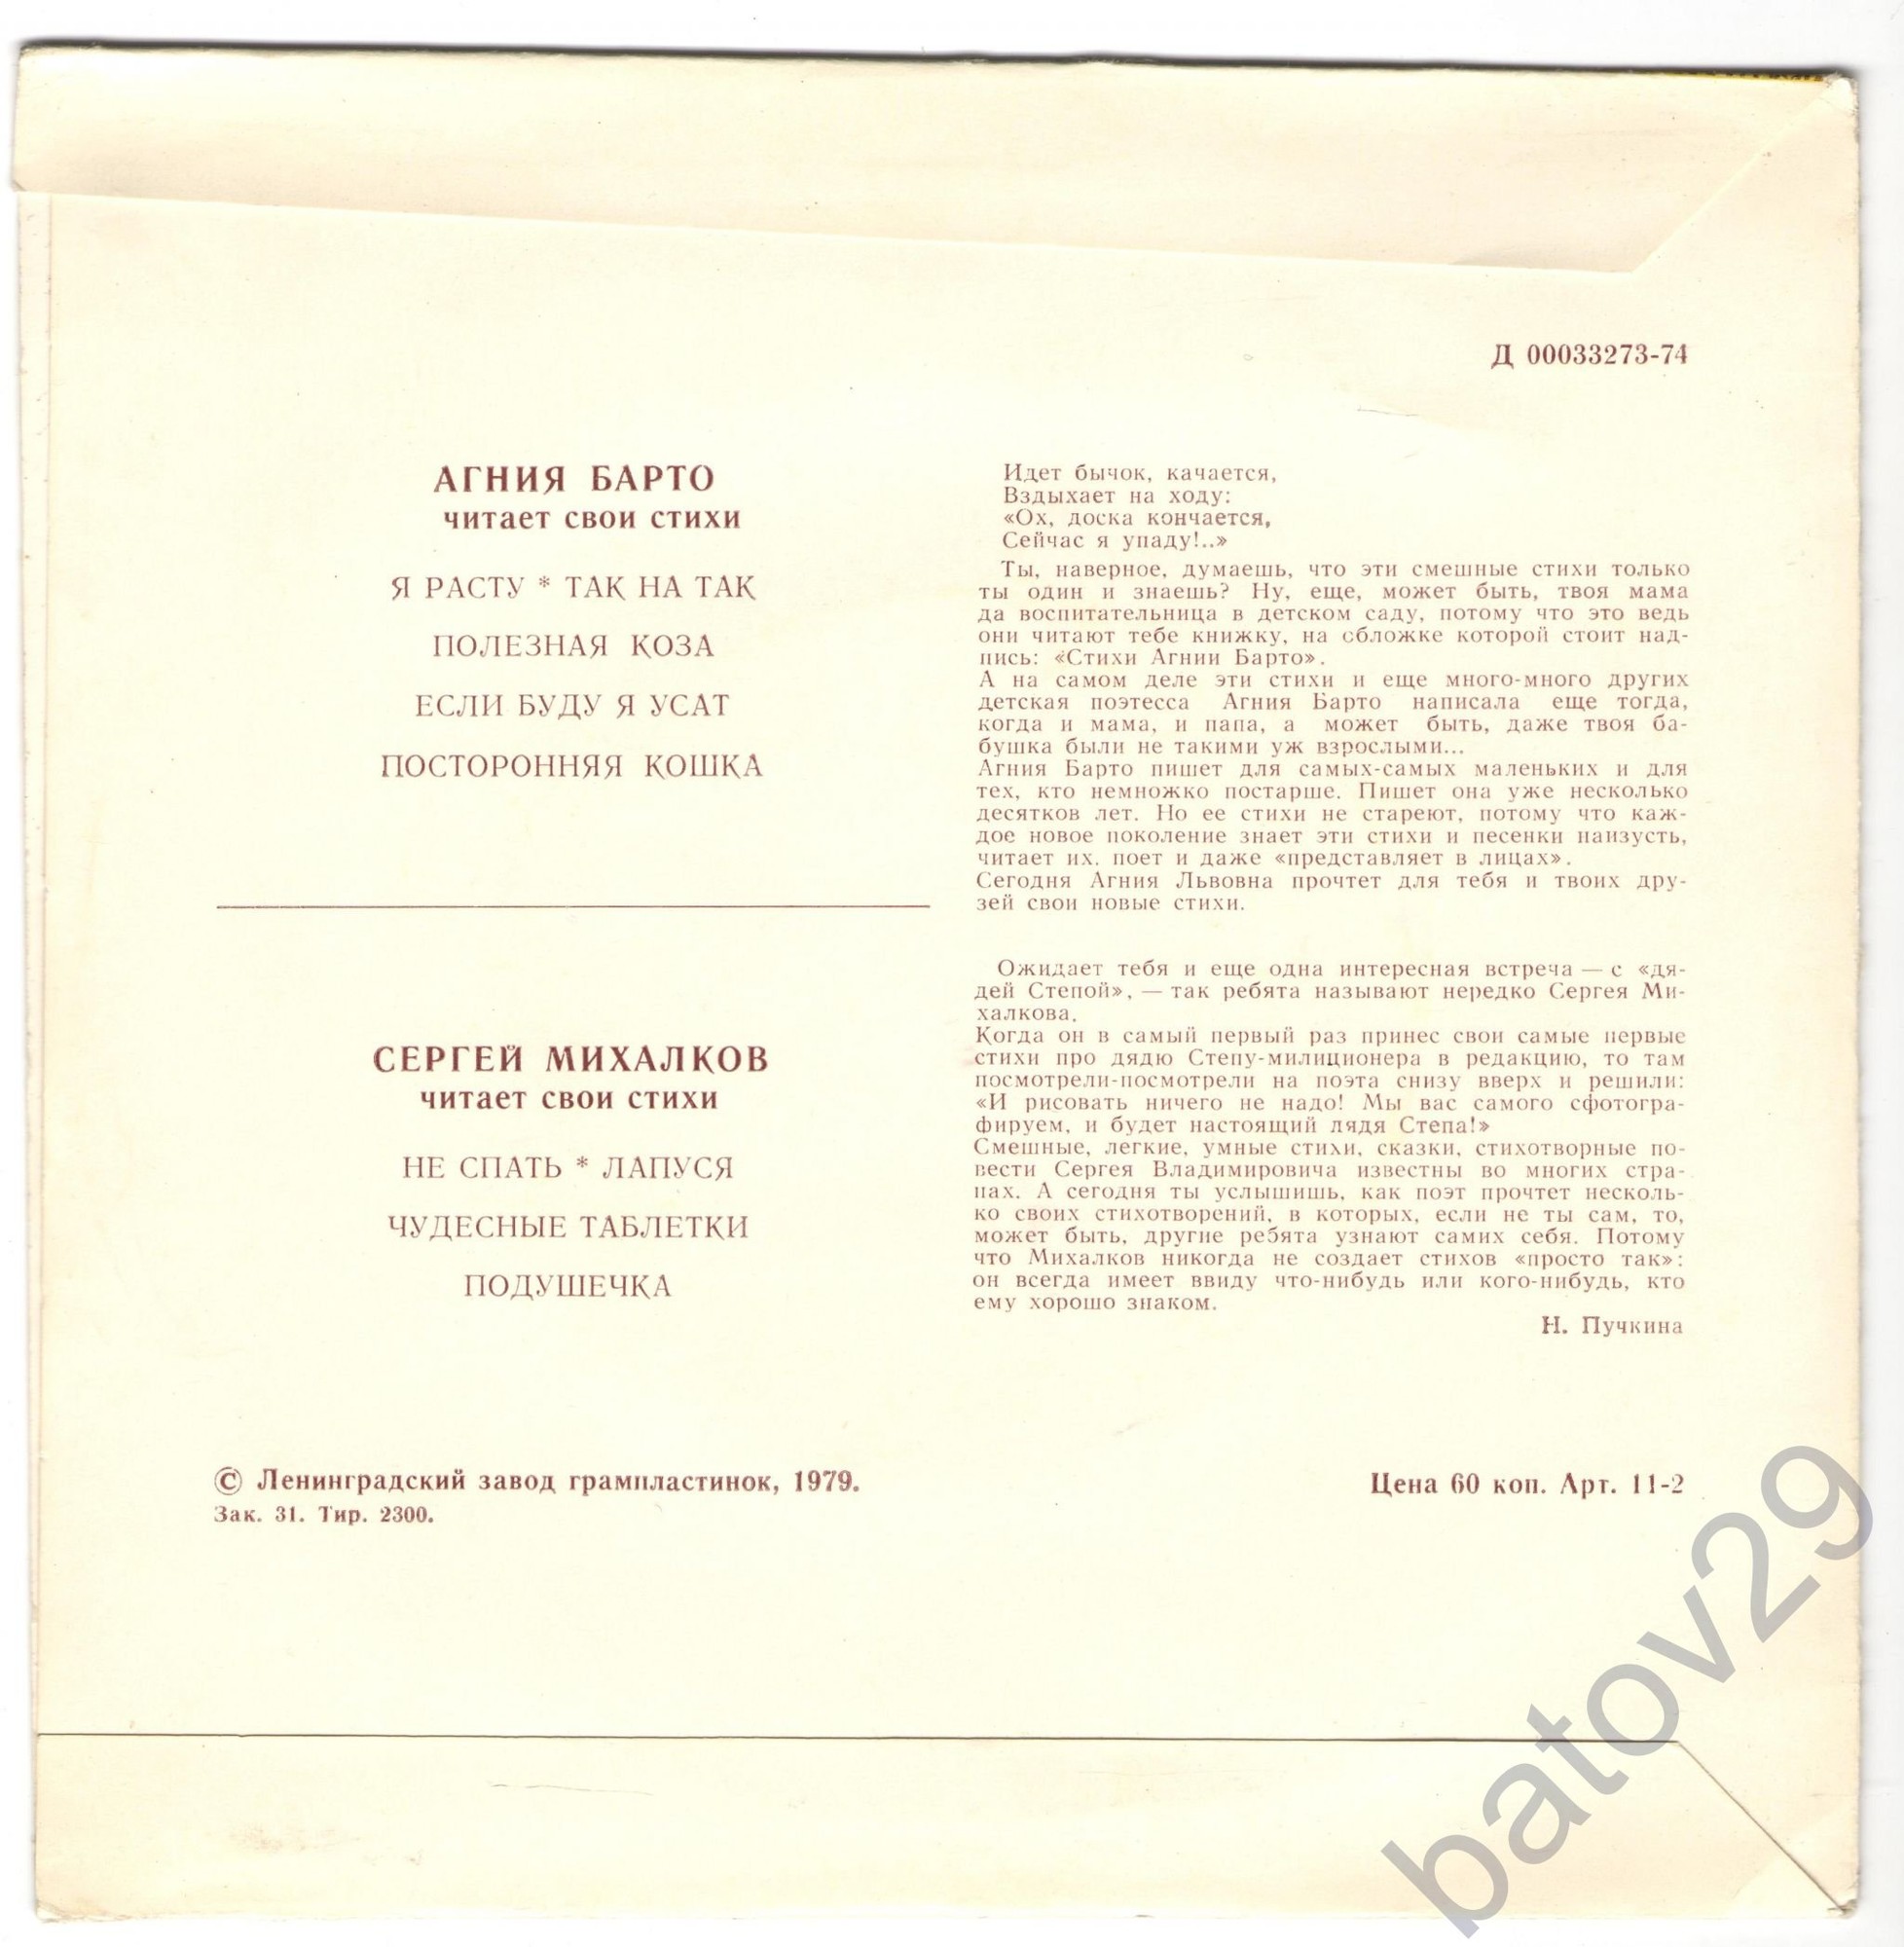 Д 00033273-74
АГНИЯ БАРТО
читает свои стихи
Я РАСТУ * ТАК НА ТАК
ПОЛЕЗНАЯ КОЗА
ЕСЛИ БУДУ Я УСАТ
ПОСТОРОННЯЯ КОШКА
Идет бычок, качается,
Вздыхает на ходу:
«Ох, доска кончается,
Сейчас я упаду!..»
Ты, наверное, думаешь, что эти смешные стихи только
ты один и знаешь? Ну, еще, может быть, твоя мама
да воспитательница в детском саду, потому что это ведь
они читают тебе книжку, на обложке которой стоит над-
пись: «Стихи Агнии Барто».
А на самом деле эти стихи и еще много-много других
детская поэтесса Агния Барто написала еще тогда,
когда и мама, и папа, а может быть, даже твоя ба-
бушка были не такими уж взрослыми...
Агния Барто пишет для самых-самых маленьких и для
тех, кто немножко постарше. Пишет она уже несколько
десятков лет. Но ее стихи не стареют, потому что каж-
дое новое поколение знает эти стихи и песенки наизусть,
читает их. поет и даже «представляет в лицах».
Сегодня Агния Львовна прочтет для тебя и твоих дру-
зей свои новые стихи.
СЕРГЕЙ МИХАЛКОВ
читает свои стихи
НЕ СПАТЬ * ЛАПУСЯ
ЧУДЕСНЫЕ ТАБЛЕТКИ
ПОДУШЕЧКА
Ожидает тебя и еще одна интересная встреча — с «дя-
дей Степой», — так ребята называют нередко Сергея Ми-
халкова.
Когда он в самый первый раз принес свои самые первые
стихи про дядю Степу-милиционера в редакцию, то там
посмотрели-посмотрели на поэта снизу вверх и решили:
«И рисовать ничего не надо! Мы вас самого сфотогра-
фируем, и будет настоящий лядя Степа!»
Смешные, легкие, умные стихи, сказки, стихотворные по-
вести Сергея Владимировича известны во многих стра-
нах. А сегодня ты услышишь, как поэт прочтет несколь-
ко своих стихотворений, в которых, если не ты сам, то,
может быть, другие ребята узнают самих себя. Потому
что Михалков никогда не создает стихов «просто так»:
он всегда имеет ввиду что-нибудь или кого-нибудь, кто
ему хорошо знаком.
Н. Пучкина
© Ленинградский завод грампластинок, 1979.
Зак. 31. Тир. 2300.
Цена 60 коп. Арт. 11-2
batov29